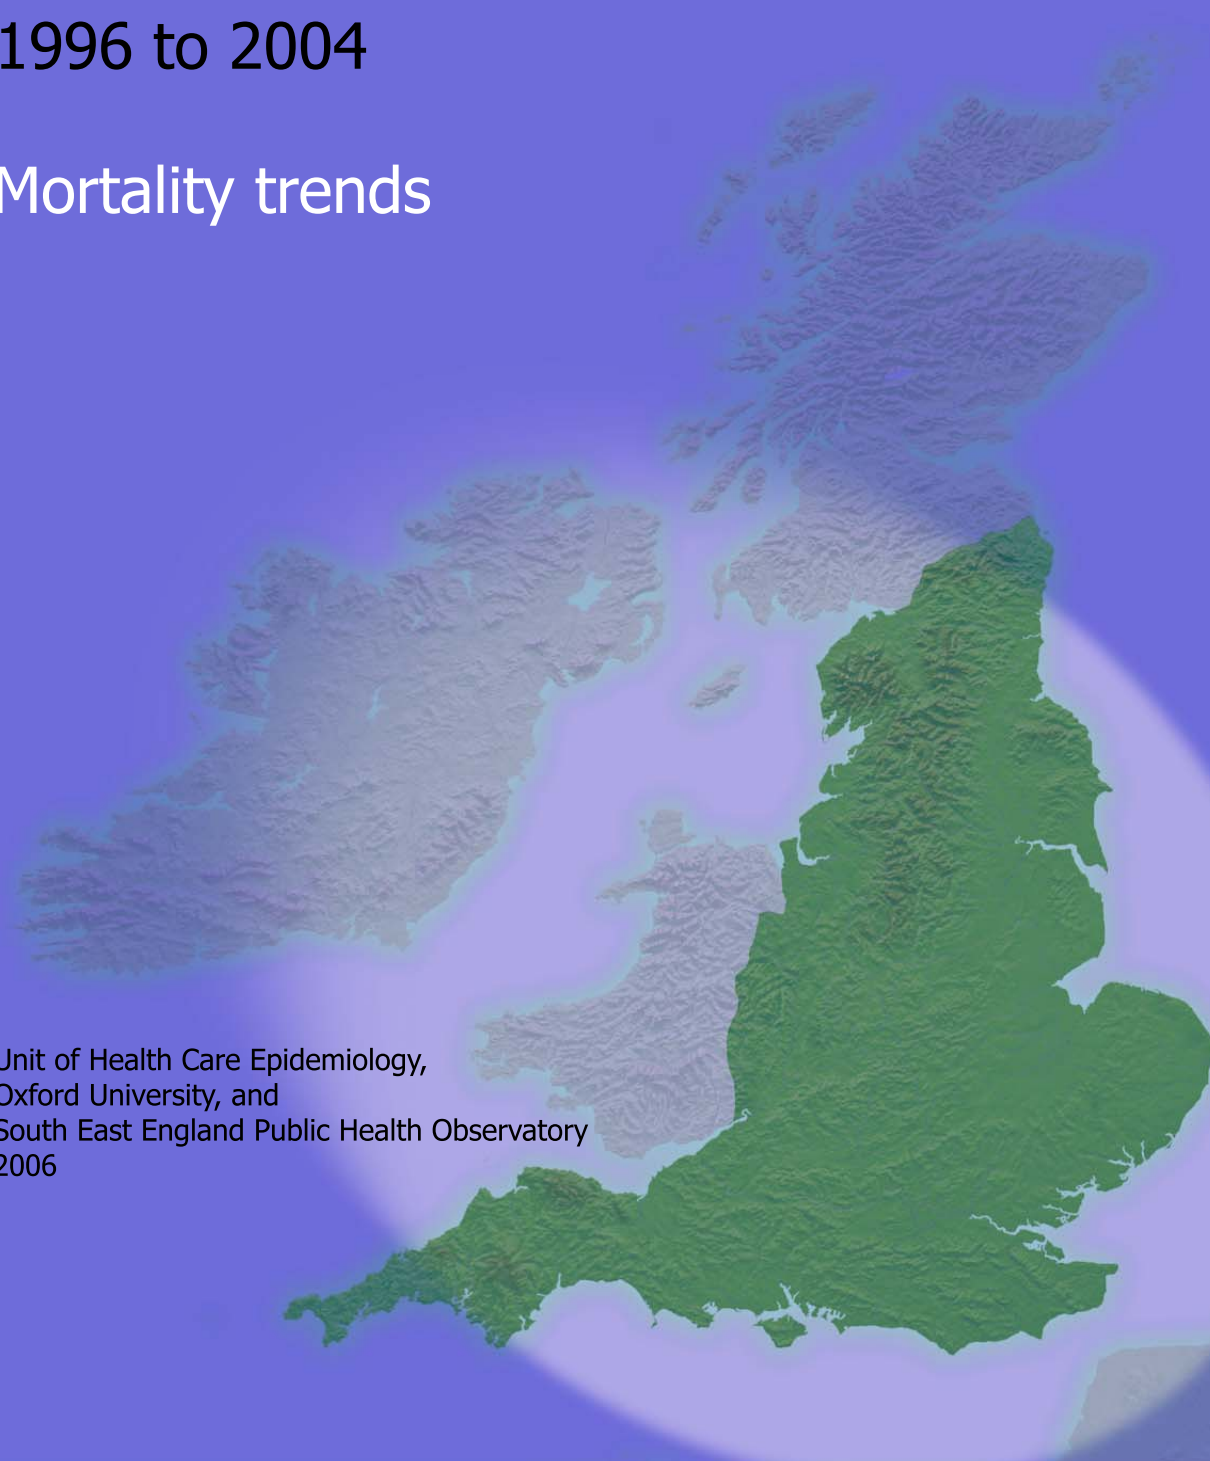 1996 to 2004
Mortality trends
Unit of Health Care Epidemiology,
Oxford University, and
South East England Public Health Observatory
2006